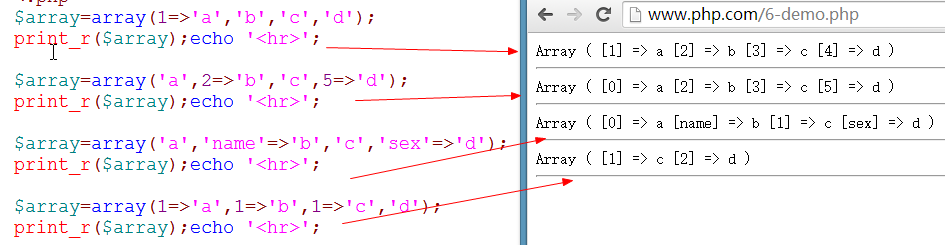 $array=array(1=>'a','b','c','d');
print_r($array);echo '<hr>';
$array=array('a',2=>'b','c',5=>'d');
print_r($array);echo '<hr>';
$array=array('a','name'=>'b','c','sex'=>'d');
print_r($array);echo '<hr>';
$array=array(1=>'a',1=>'b',1=>'c','d');
print_r($array);echo '<hr>';
www.php.com/6-demo.php
Array ( [1] => a [2] => b [3] => c [4] => d )
Array ( [0] => a [2] => b [3] => c [5] => d )
Array ( [0] => a [name] => b [1] => c [sex] => d )
Array ( [1] => c [2] => d )